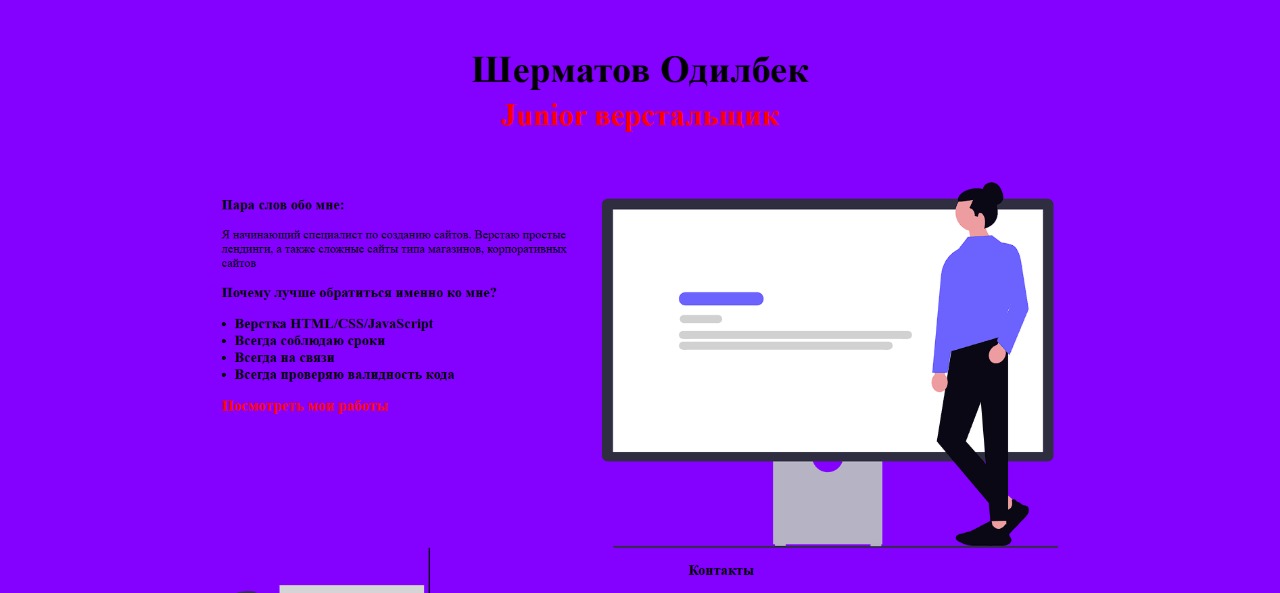 Шерматов Одилбек
Junior верстальщик
Пара слов обо мне:
Я начинающий специалист по созданию сайтов. Верстаю простые
лендинги, а также сложные сайты типа магазинов, корпоративных
сайтов
Почему лучше обратиться именно ко мне?
• Верстка HTML/CSS/JavaScript
• Всегда соблюдаю сроки
• Всегда на связи
• Всегда проверяю валидность кода
Посмотреть мои работы
Контакты